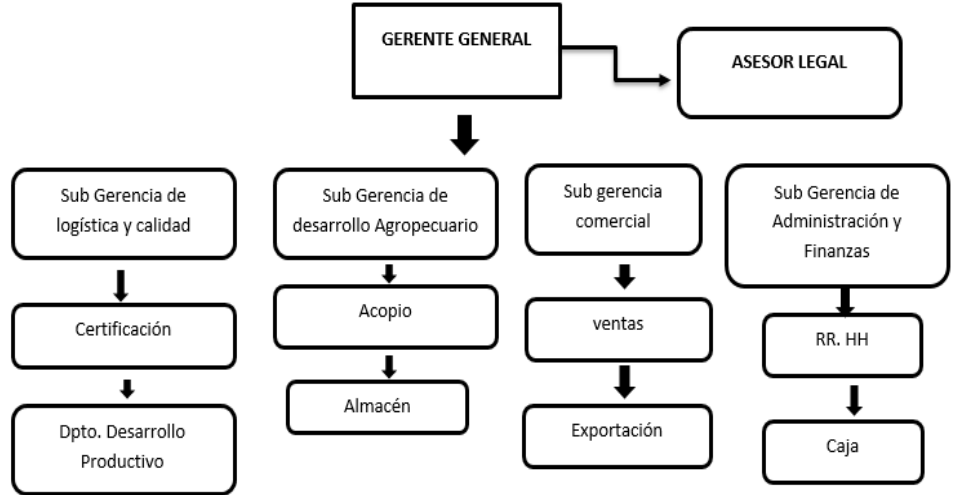 GERENTE GENERAL
ASESOR LEGAL
Sub Gerencia de
logística y calidad
Sub Gerencia de
desarrollo Agropecuario
Sub gerencia
comercial
Sub Gerencia de
Administración y
Finanzas
Certificación
Acopio
ventas
RR. HH
Dpto. Desarrollo
Productivo
Almacén
Exportación
Caja